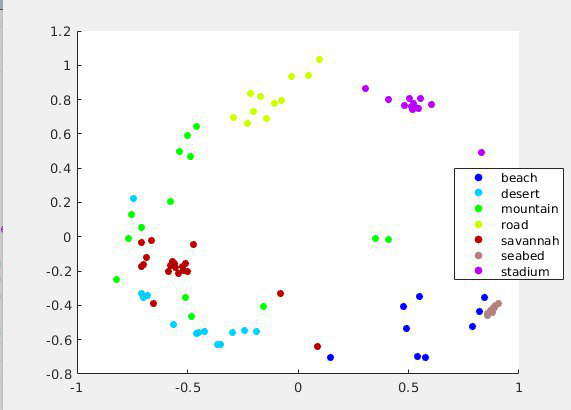 1.2
1
0.8
0.6
0.4
0.2
0
-0.2
-0.4
-0.6
-0.8
-1
-0.5
0
0.5
1
beach
desert
mountain
road
savannah
seabed
stadium